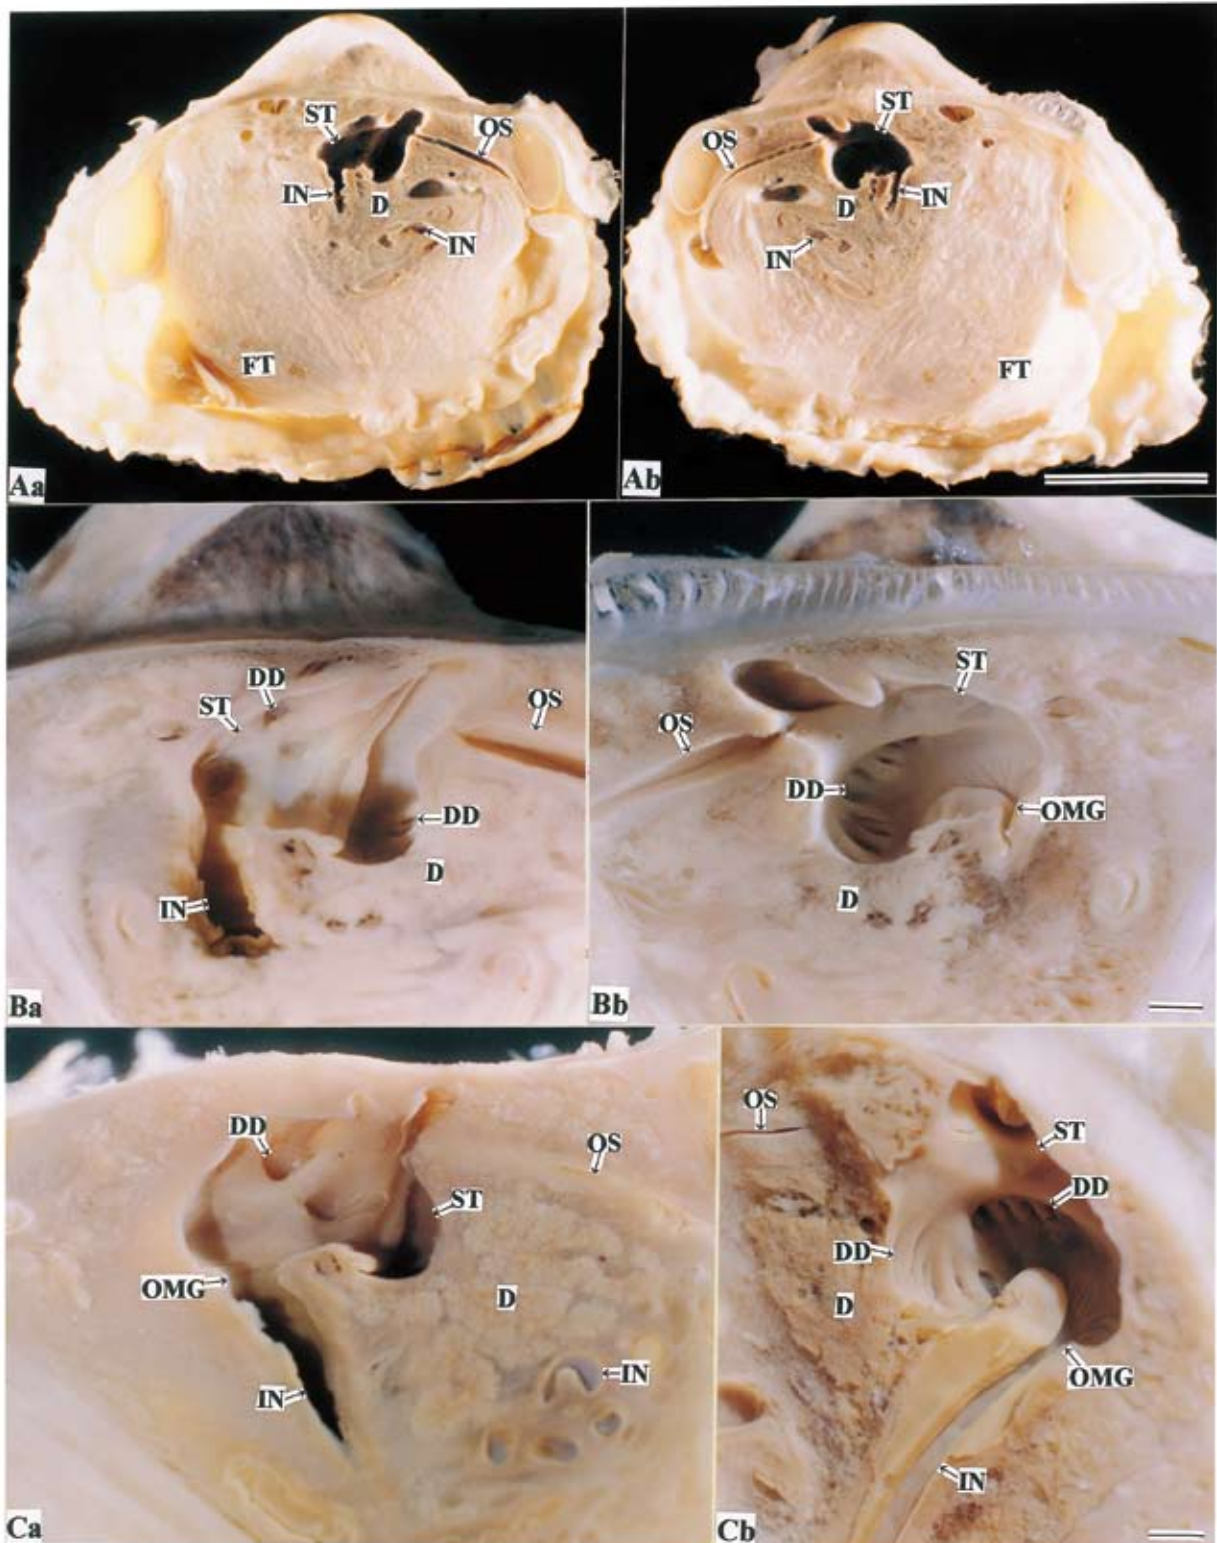 ST
OS
IN
D
IN
FT
Aa
ST
OS
IN
D
IN
FT
Ab
DD
ST
OS
DD
D
IN
Ba
ST
OS
DD
OMG
D
Bb
DD
OS
ST
OMG
D
IN
IN
Ca
OS
ST
DD
DD
D
OMG
IN
Cb